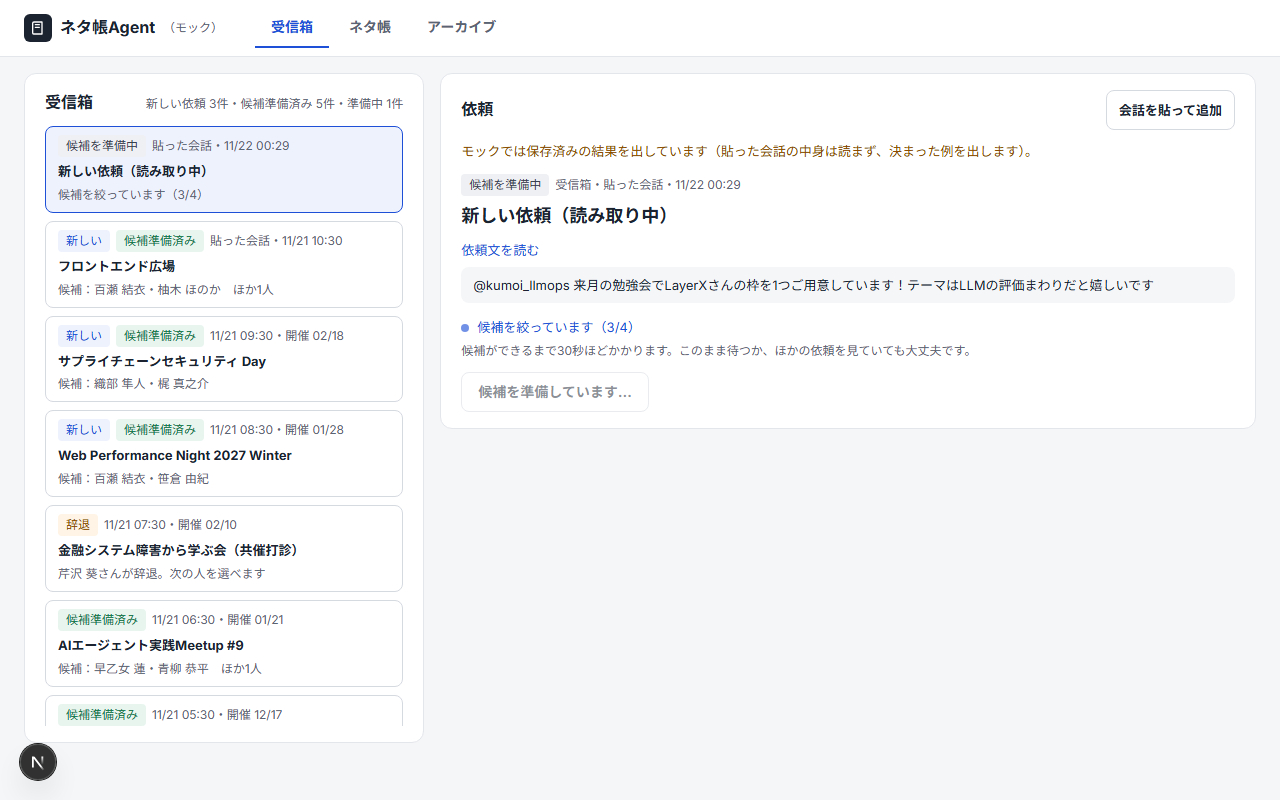 ネタ帳Agent （モック） 受信箱 ネタ帳 アーカイブ
受信箱 新しい依頼 3件・候補準備済み 5件・準備中 1件
候補を準備中 貼った会話・11/22 00:29
新しい依頼（読み取り中）
候補を絞っています（3/4）
新しい 候補準備済み 貼った会話・11/21 10:30
フロントエンド広場
候補：百瀬 結衣・柚木 ほのか　ほか1人
新しい 候補準備済み 11/21 09:30・開催 02/18
サプライチェーンセキュリティ Day
候補：織部 隼人・梶 真之介
新しい 候補準備済み 11/21 08:30・開催 01/28
Web Performance Night 2027 Winter
候補：百瀬 結衣・笹倉 由紀
辞退 11/21 07:30・開催 02/10
金融システム障害から学ぶ会（共催打診）
芹沢 葵さんが辞退。次の人を選べます
候補準備済み 11/21 06:30・開催 01/21
AIエージェント実践Meetup #9
候補：早乙女 蓮・青柳 恭平　ほか1人
候補準備済み 11/21 05:30・開催 12/17
依頼 会話を貼って追加
モックでは保存済みの結果を出しています（貼った会話の中身は読まず、決まった例を出します）。
候補を準備中 受信箱・貼った会話・11/22 00:29
新しい依頼（読み取り中）
依頼文を読む
@kumoi_llmops 来月の勉強会でLayerXさんの枠を1つご用意しています！テーマはLLMの評価まわりだと嬉しいです
候補を絞っています（3/4）
候補ができるまで30秒ほどかかります。このまま待つか、ほかの依頼を見ていても大丈夫です。
候補を準備しています…
N